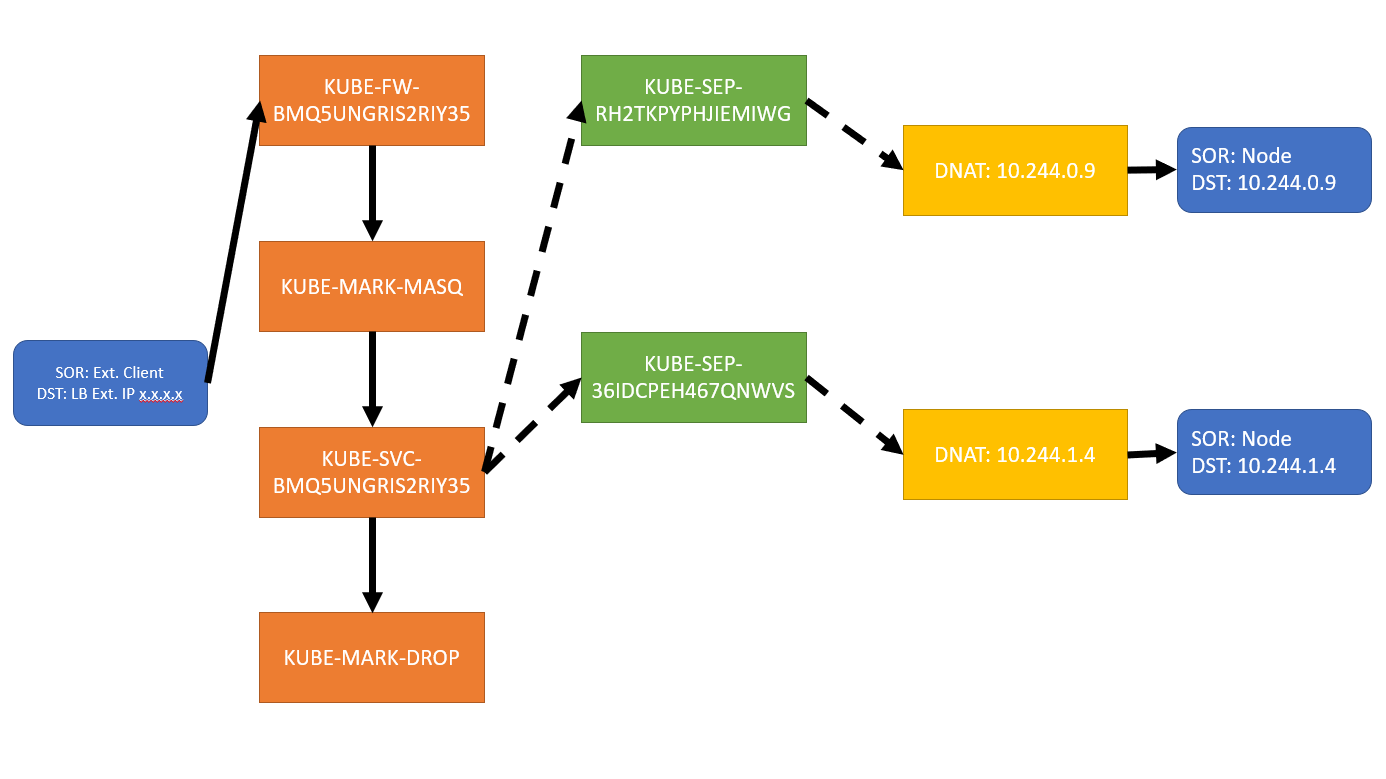 SOR: Ext. Client
DST: LB Ext. IP x.x.x.x
KUBE-FW-
BMQ5UNGRIS2RIY35
KUBE-MARK-MASQ
KUBE-SVC-
BMQ5UNGRIS2RIY35
KUBE-MARK-DROP
KUBE-SEP-
RH2TKPYPHJIEMIWG
KUBE-SEP-
36IDCPEH467QNWVS
DNAT: 10.244.0.9
DNAT: 10.244.1.4
SOR: Node
DST: 10.244.0.9
SOR: Node
DST: 10.244.1.4